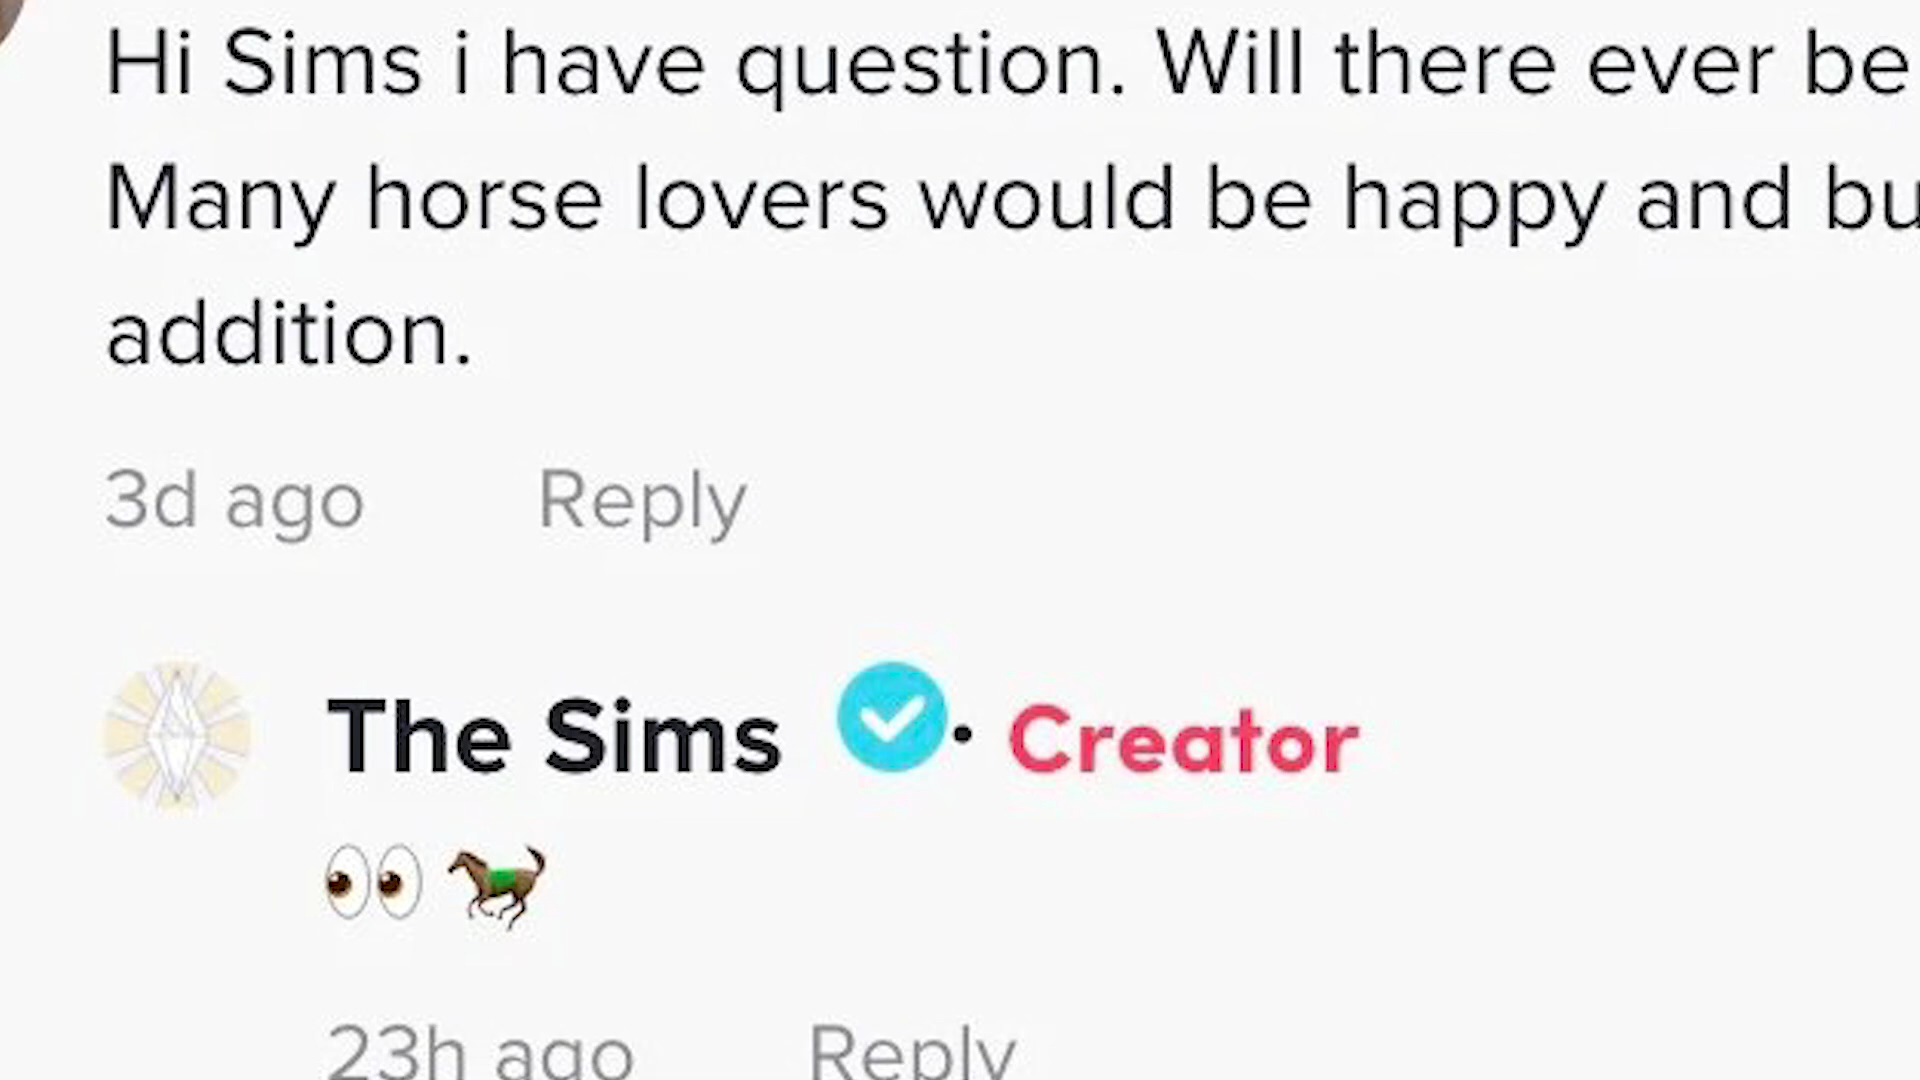 Hi Sims i have question. Will there ever be
Many horse lovers would be happy and bu
addition.
3d ago Reply
The Sims · Creator
👀 🐎
23h ago Reply